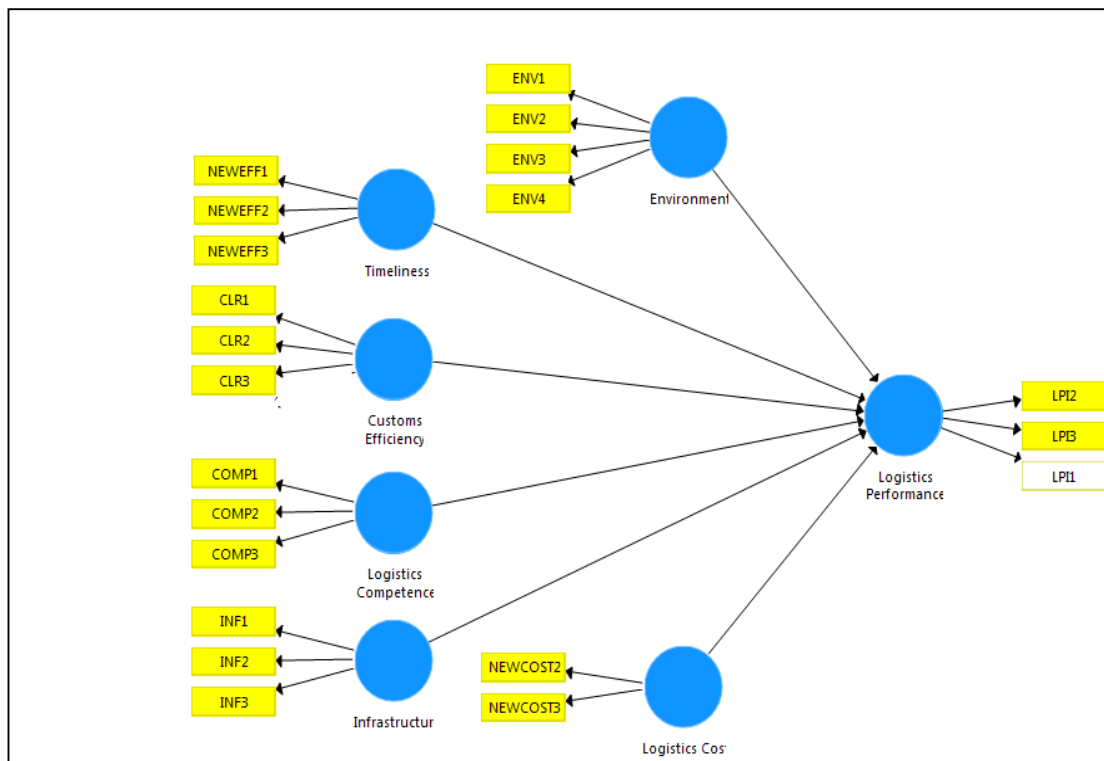 ENV1
ENV2
ENV3
ENV4
Environment
NEWEFF1
NEWEFF2
NEWEFF3
Timeliness
CLR1
CLR2
CLR3
Customs
Efficiency
COMP1
COMP2
COMP3
Logistics
Competence
INF1
INF2
INF3
Infrastructur
NEWCOST2
NEWCOST3
Logistics Cos
Logistics
Performance
LPI2
LPI3
LPI1